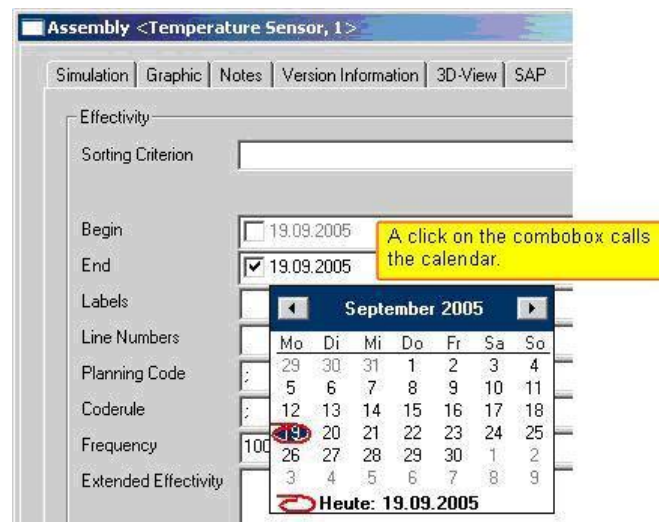 Assembly <Temperature Sensor, 1>
Simulation Graphic Notes Version Information 3D-View SAP
Effectivity
Sorting Criterion
Begin 19.09.2005
A click on the combobox calls
the calendar.
End 19.09.2005
Labels
Line Numbers
Planning Code ;
Coderule ;
Frequency 100
Extended Effectivity
September 2005
Mo Di Mi Do Fr Sa So
29 30 31 1 2 3 4
5 6 7 8 9 10 11
12 13 14 15 16 17 18
19 20 21 22 23 24 25
26 27 28 29 30 1 2
3 4 5 6 7 8 9
Heute: 19.09.2005